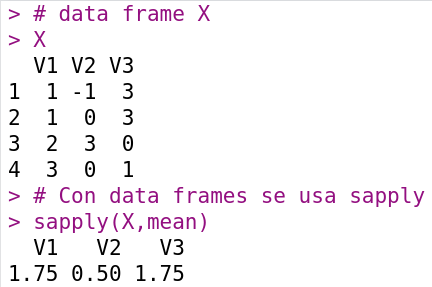 > # data frame X
> X
  V1 V2 V3
1  1 -1  3
2  1  0  3
3  2  3  0
4  3  0  1
> # Con data frames se usa sapply
> sapply(X,mean)
  V1   V2   V3
1.75 0.50 1.75